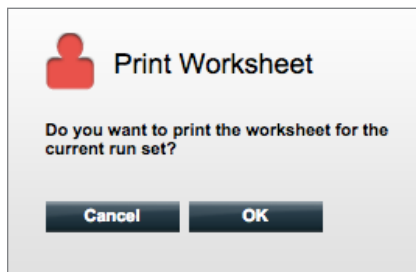 Print Worksheet
Do you want to print the worksheet for the
current run set?
Cancel
OK